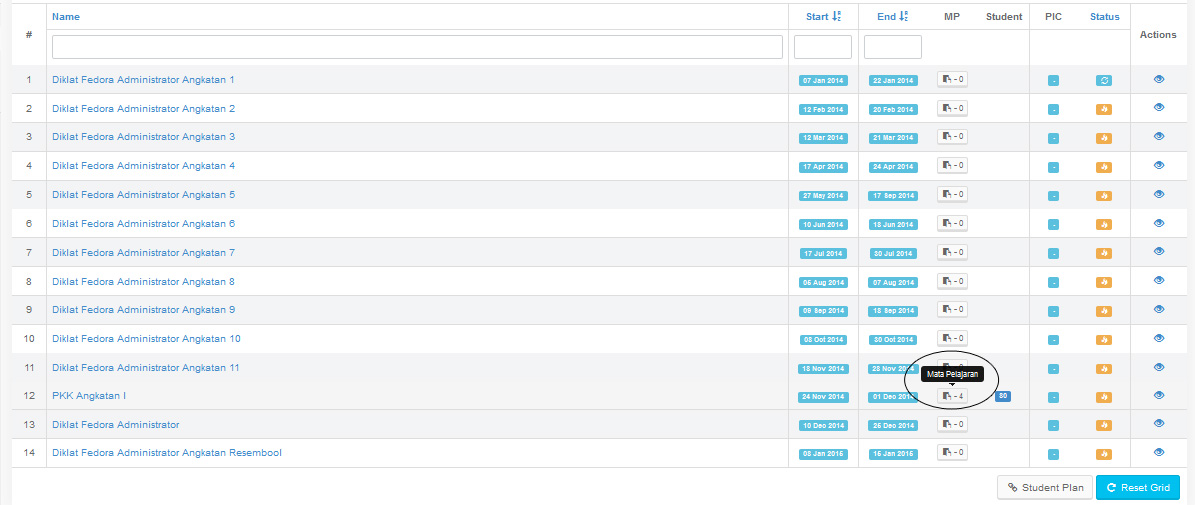 # Name Start End MP Student PIC Status Actions
1 Diklat Fedora Administrator Angkatan 1 07 Jan 2014 22 Jan 2014 - 0 -
2 Diklat Fedora Administrator Angkatan 2 12 Feb 2014 20 Feb 2014 - 0 -
3 Diklat Fedora Administrator Angkatan 3 12 Mar 2014 21 Mar 2014 - 0 -
4 Diklat Fedora Administrator Angkatan 4 17 Apr 2014 24 Apr 2014 - 0 -
5 Diklat Fedora Administrator Angkatan 5 27 May 2014 17 Sep 2014 - 0 -
6 Diklat Fedora Administrator Angkatan 6 10 Jun 2014 18 Jun 2014 - 0 -
7 Diklat Fedora Administrator Angkatan 7 17 Jul 2014 30 Jul 2014 - 0 -
8 Diklat Fedora Administrator Angkatan 8 05 Aug 2014 07 Aug 2014 - 0 -
9 Diklat Fedora Administrator Angkatan 9 09 Sep 2014 18 Sep 2014 - 0 -
10 Diklat Fedora Administrator Angkatan 10 08 Oct 2014 30 Oct 2014 - 0 -
11 Diklat Fedora Administrator Angkatan 11 18 Nov 2014 28 Nov 2014 -
Mata Pelajaran
12 PKK Angkatan I 24 Nov 2014 01 Dec 2014 - 4 80 -
13 Diklat Fedora Administrator 10 Dec 2014 26 Dec 2014 - 0 -
14 Diklat Fedora Administrator Angkatan Resembool 08 Jan 2015 15 Jan 2015 - 0 -
Student Plan Reset Grid